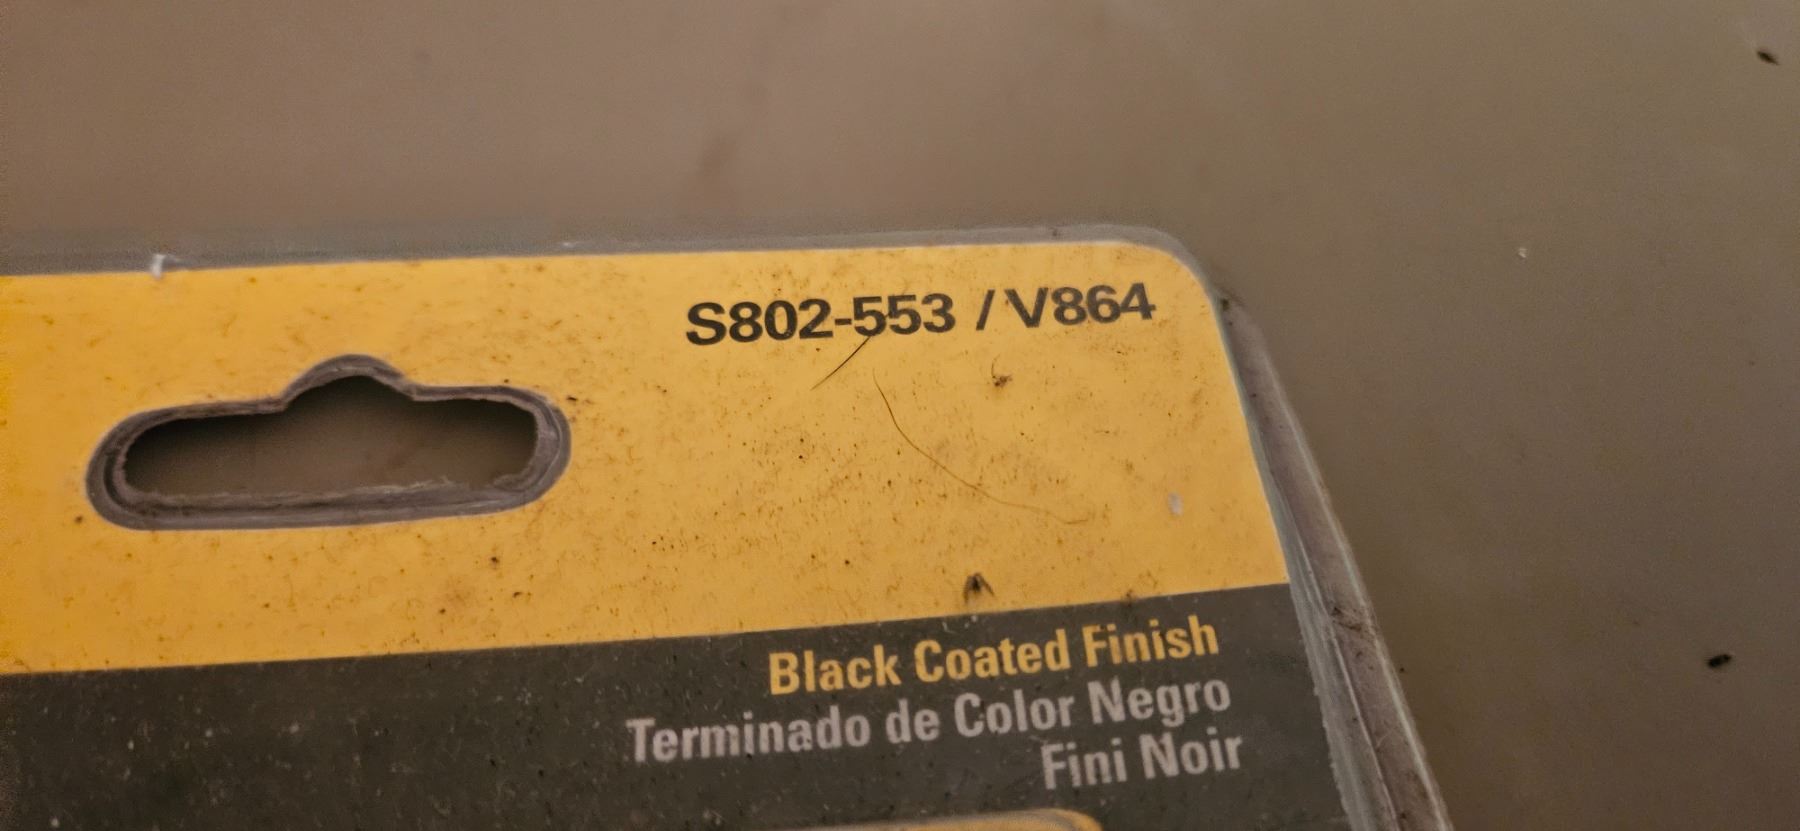 S802-553 / V864
Black Coated Finish
Terminado de Color Negro
Fini Noir